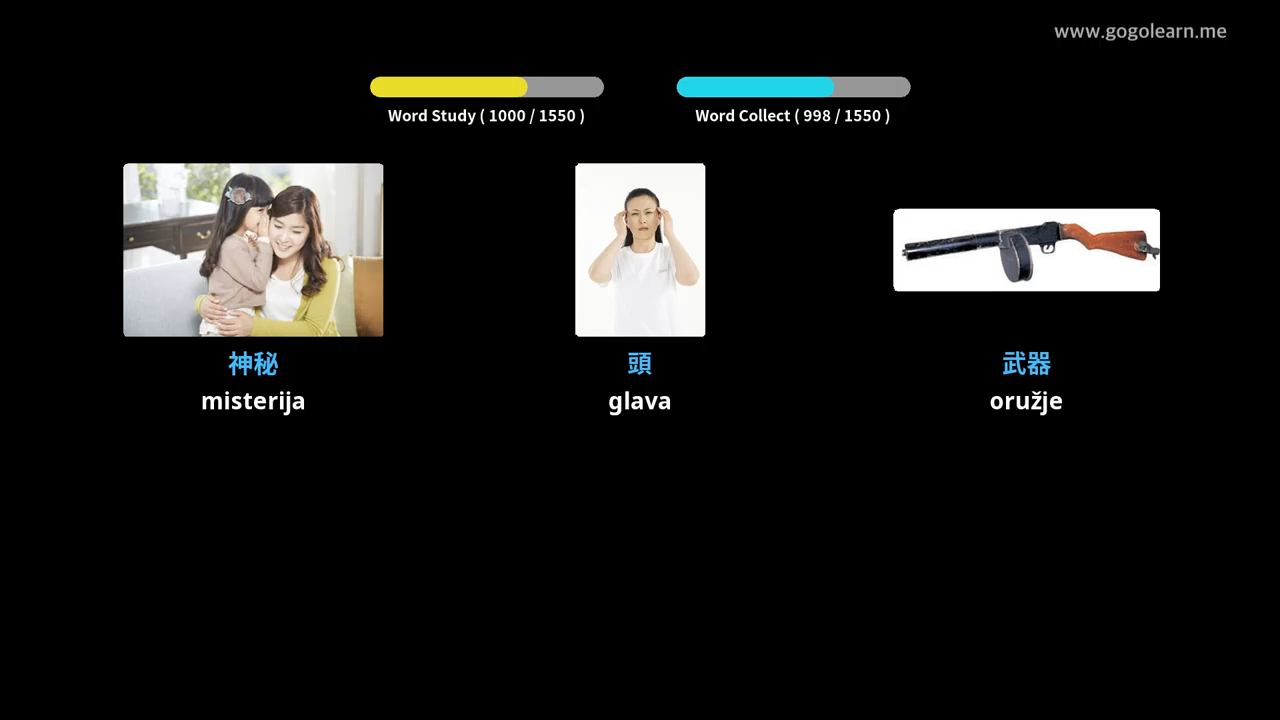 www.gogolearn.me
Word Study ( 1000 / 1550 )
Word Collect ( 998 / 1550 )
神秘
misterija
頭
glava
武器
oružje